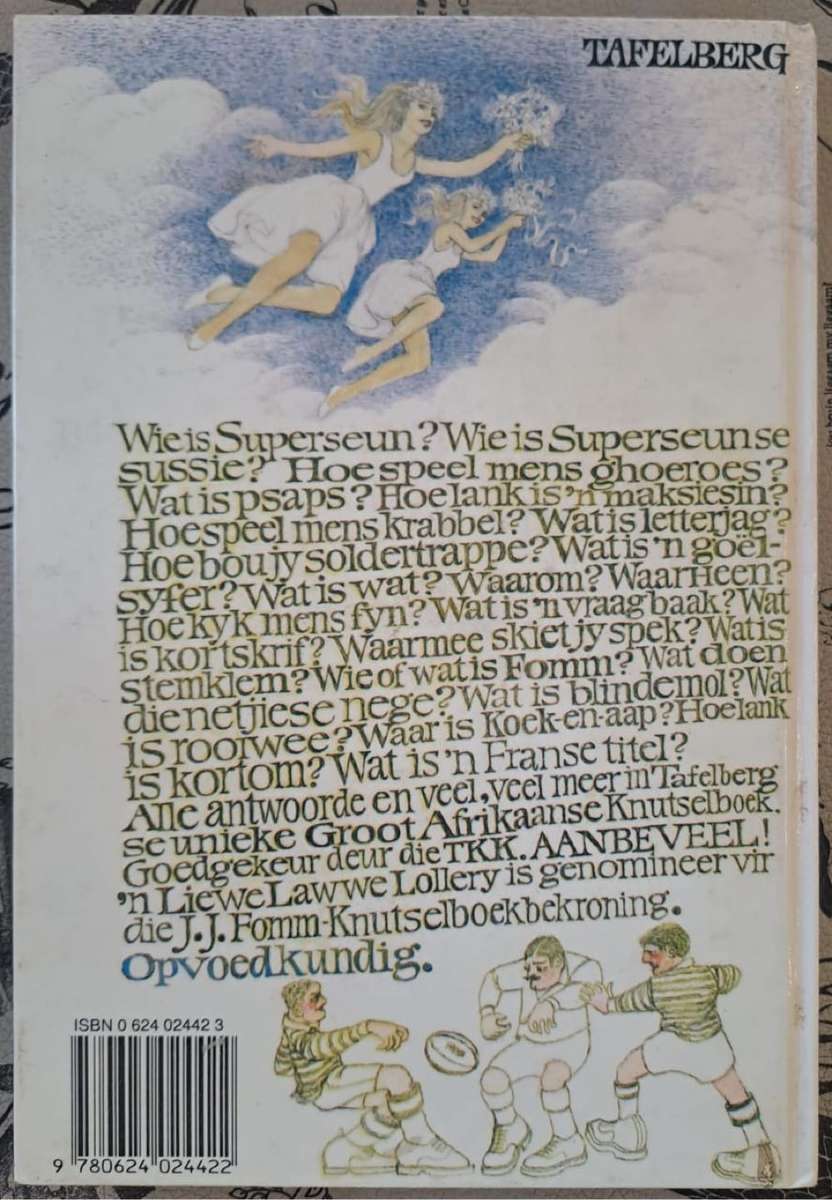 TAFELBERG
Wie is Superseun? Wie is Superseun se
sussie? Hoe speel mens ghoeroes?
Wat is psaps? Hoe lank is 'n maksiesin?
Hoe speel mens krabbel? Wat is letterjag?
Hoe bou jy soldertrappe? Wat is 'n goël-
syfer? Wat is wat? Waarom? Waarheen?
Hoe kyk mens fyn? Wat is 'n vraagbaak? Wat
is kortskrif? Waarmee skiet jy spek? Wat is
stemklem? Wie of wat is Fomm? Wat doen
die netjiese nege? Wat is blindemol? Wat
is rooiwee? Waar is Koek-en-aap? Hoe lank
is kortom? Wat is 'n Franse titel?
Alle antwoorde en veel, veel meer in Tafelberg
se unieke Groot Afrikaanse Knutselboek.
Goedgekeur deur die TKK. AANBEVEEL!
'n Liewe Lawwe Lollery is genomineer vir
die J.J. Fomm-Knutselboekbekroning.
Opvoedkundig.
ISBN 0 624 02442 3
9 780624 024422